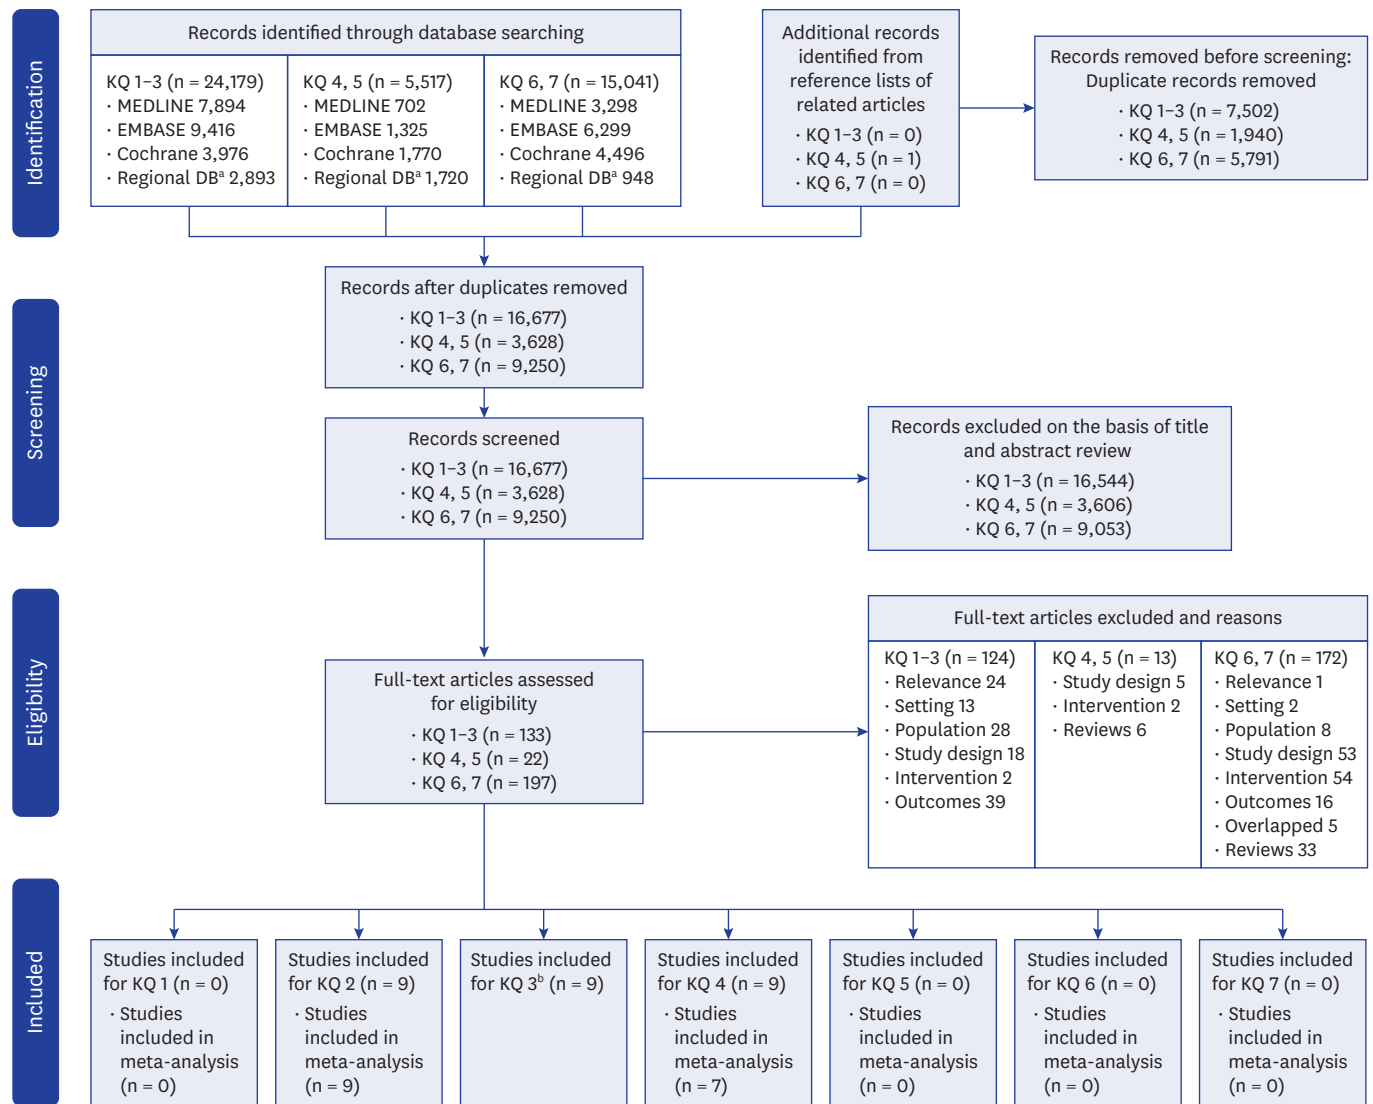 Identification
Records identified through database searching
KQ 1–3 (n = 24,179)
· MEDLINE 7,894
· EMBASE 9,416
· Cochrane 3,976
· Regional DBᵃ 2,893
KQ 4, 5 (n = 5,517)
· MEDLINE 702
· EMBASE 1,325
· Cochrane 1,770
· Regional DBᵃ 1,720
KQ 6, 7 (n = 15,041)
· MEDLINE 3,298
· EMBASE 6,299
· Cochrane 4,496
· Regional DBᵃ 948
Additional records
identified from
reference lists of
related articles
· KQ 1–3 (n = 0)
· KQ 4, 5 (n = 1)
· KQ 6, 7 (n = 0)
Records removed before screening:
Duplicate records removed
· KQ 1–3 (n = 7,502)
· KQ 4, 5 (n = 1,940)
· KQ 6, 7 (n = 5,791)
Screening
Records after duplicates removed
· KQ 1–3 (n = 16,677)
· KQ 4, 5 (n = 3,628)
· KQ 6, 7 (n = 9,250)
Records screened
· KQ 1–3 (n = 16,677)
· KQ 4, 5 (n = 3,628)
· KQ 6, 7 (n = 9,250)
Records excluded on the basis of title
and abstract review
· KQ 1–3 (n = 16,544)
· KQ 4, 5 (n = 3,606)
· KQ 6, 7 (n = 9,053)
Eligibility
Full-text articles assessed
for eligibility
· KQ 1–3 (n = 133)
· KQ 4, 5 (n = 22)
· KQ 6, 7 (n = 197)
Full-text articles excluded and reasons
KQ 1–3 (n = 124)
· Relevance 24
· Setting 13
· Population 28
· Study design 18
· Intervention 2
· Outcomes 39
KQ 4, 5 (n = 13)
· Study design 5
· Intervention 2
· Reviews 6
KQ 6, 7 (n = 172)
· Relevance 1
· Setting 2
· Population 8
· Study design 53
· Intervention 54
· Outcomes 16
· Overlapped 5
· Reviews 33
Included
Studies included
for KQ 1 (n = 0)
· Studies
included in
meta-analysis
(n = 0)
Studies included
for KQ 2 (n = 9)
· Studies
included in
meta-analysis
(n = 9)
Studies included
for KQ 3ᵇ (n = 9)
Studies included
for KQ 4 (n = 9)
· Studies
included in
meta-analysis
(n = 7)
Studies included
for KQ 5 (n = 0)
· Studies
included in
meta-analysis
(n = 0)
Studies included
for KQ 6 (n = 0)
· Studies
included in
meta-analysis
(n = 0)
Studies included
for KQ 7 (n = 0)
· Studies
included in
meta-analysis
(n = 0)